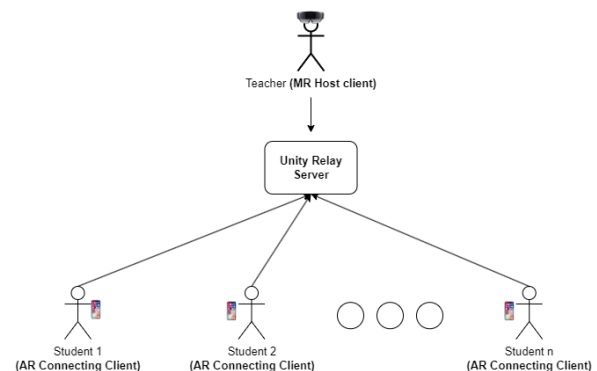 Teacher (MR Host client)
Unity Relay
Server
Student 1
(AR Connecting Client)
Student 2
(AR Connecting Client)
Student n
(AR Connecting Client)